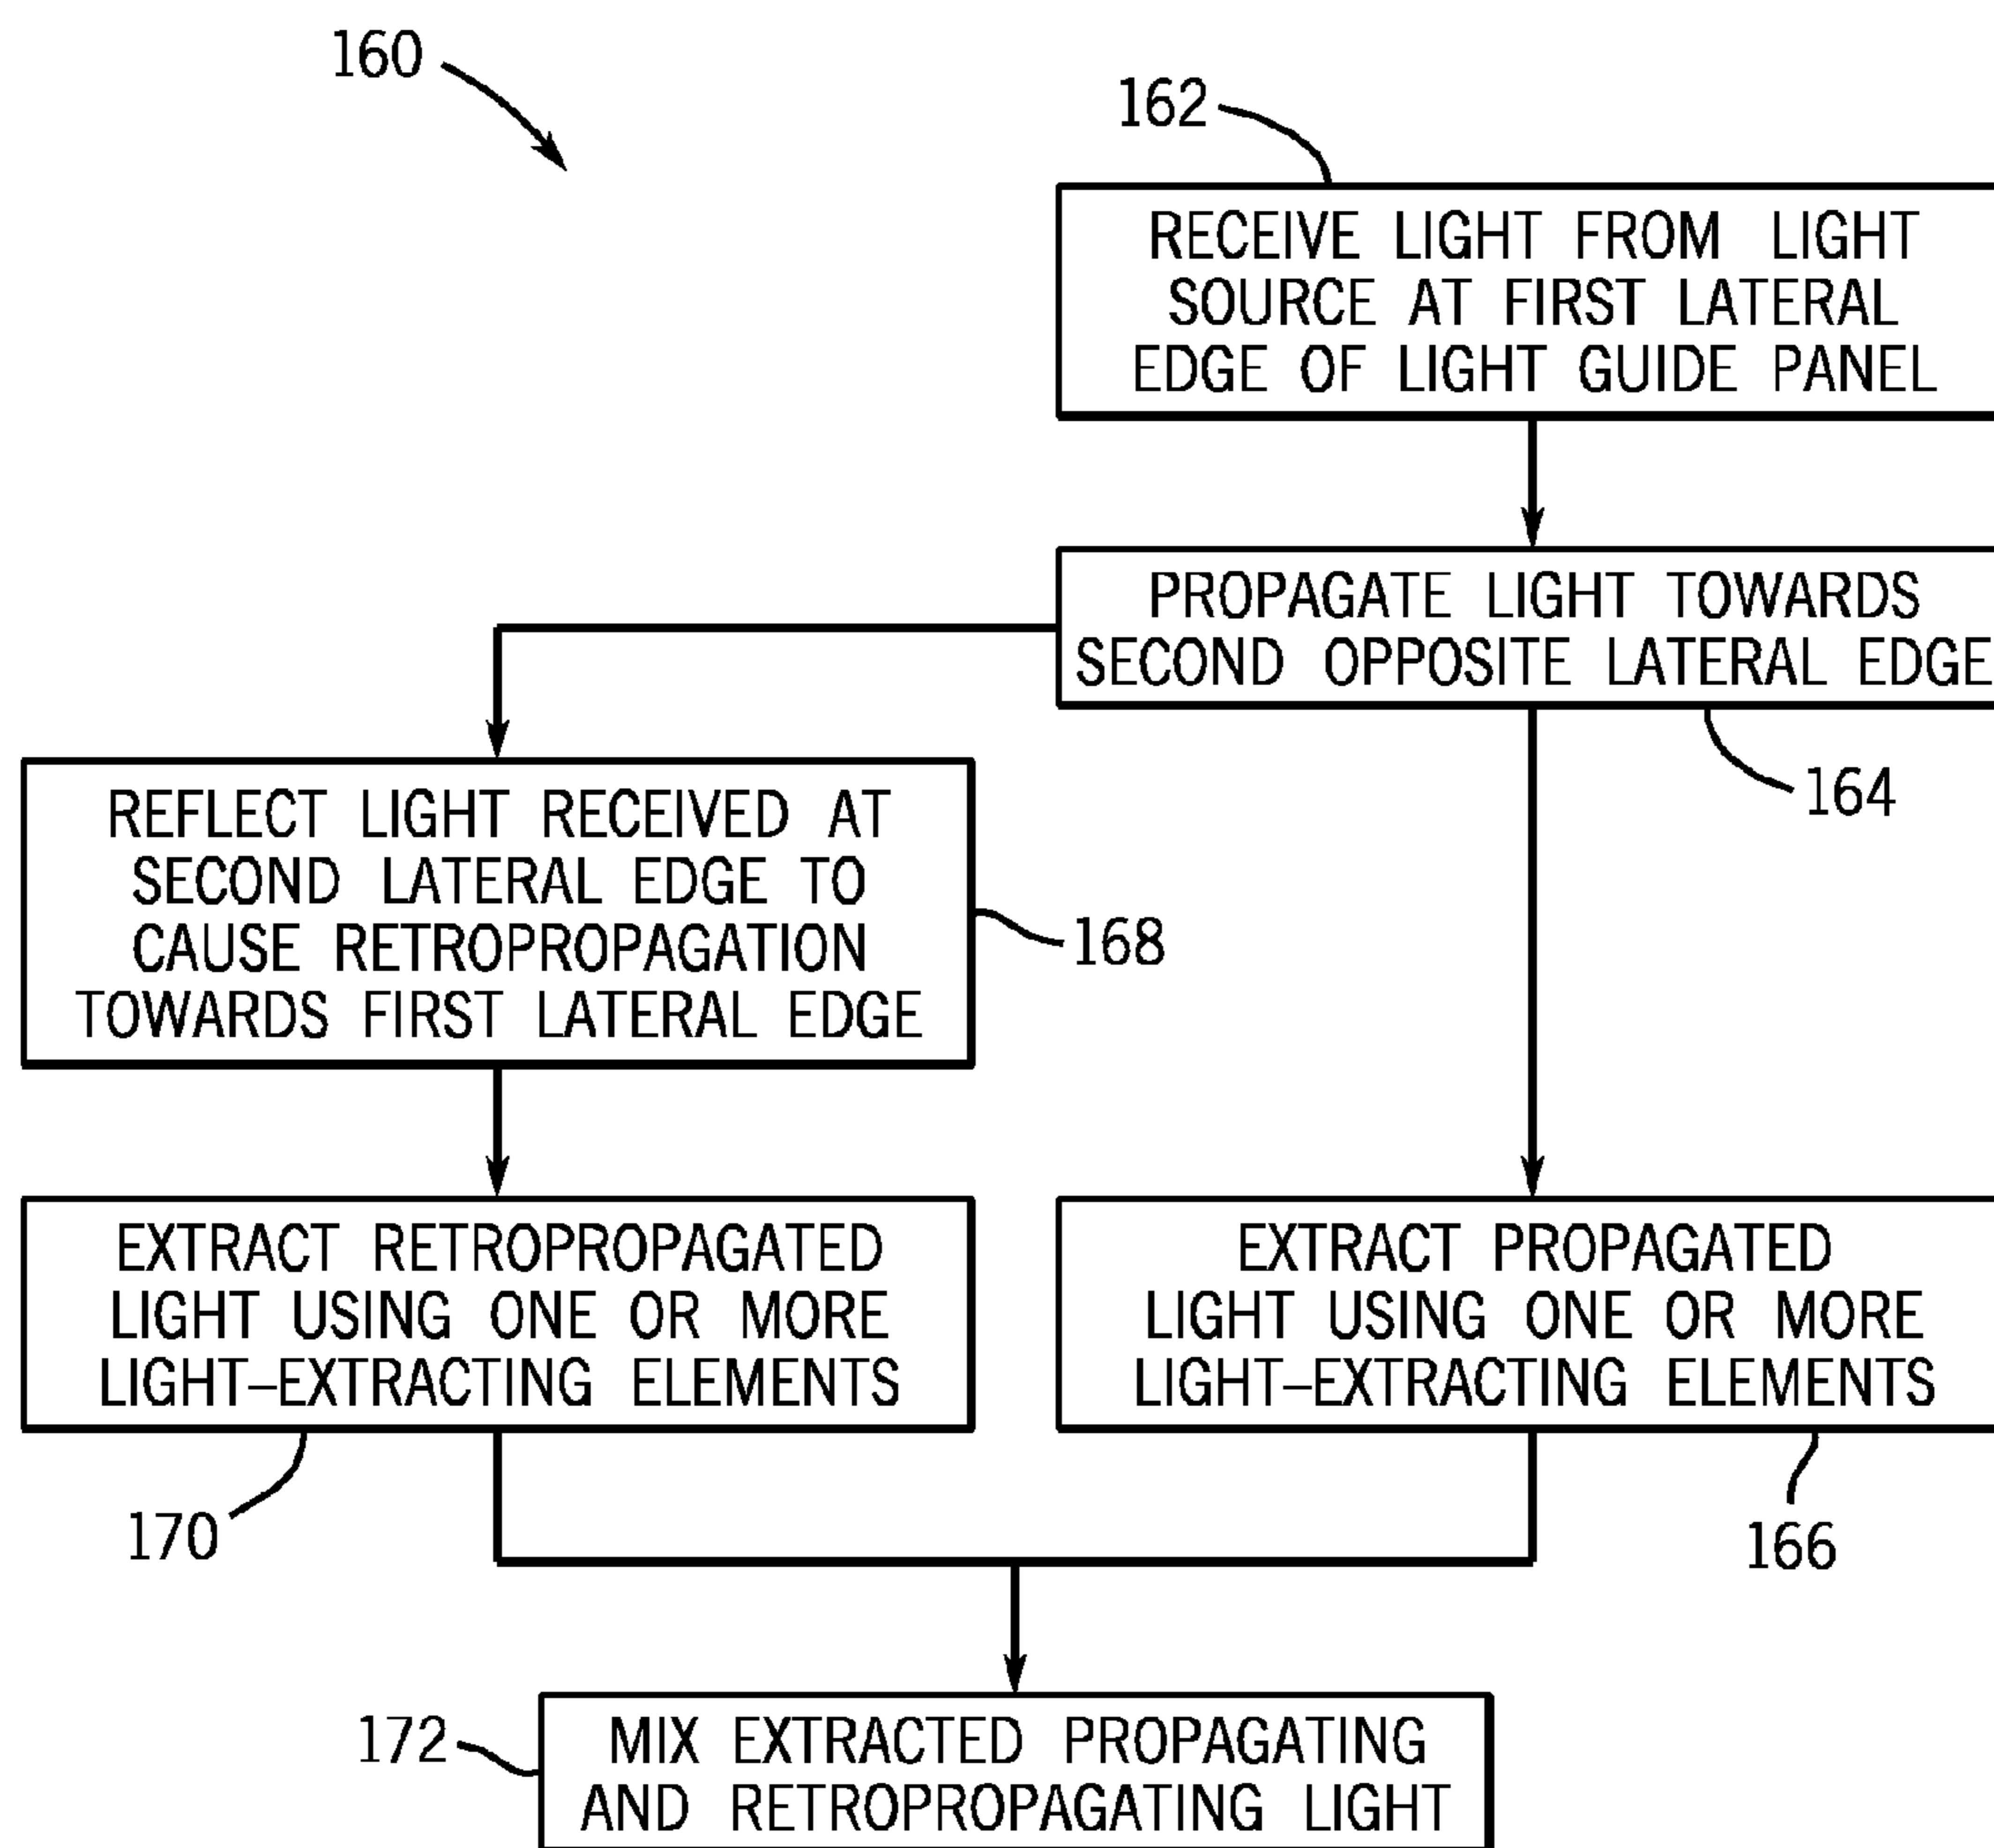 160
162
RECEIVE LIGHT FROM LIGHT
SOURCE AT FIRST LATERAL
EDGE OF LIGHT GUIDE PANEL
PROPAGATE LIGHT TOWARDS
SECOND OPPOSITE LATERAL EDGE
164
REFLECT LIGHT RECEIVED AT
SECOND LATERAL EDGE TO
CAUSE RETROPROPAGATION
TOWARDS FIRST LATERAL EDGE
168
EXTRACT RETROPROPAGATED
LIGHT USING ONE OR MORE
LIGHT–EXTRACTING ELEMENTS
170
EXTRACT PROPAGATED
LIGHT USING ONE OR MORE
LIGHT–EXTRACTING ELEMENTS
166
172
MIX EXTRACTED PROPAGATING
AND RETROPROPAGATING LIGHT